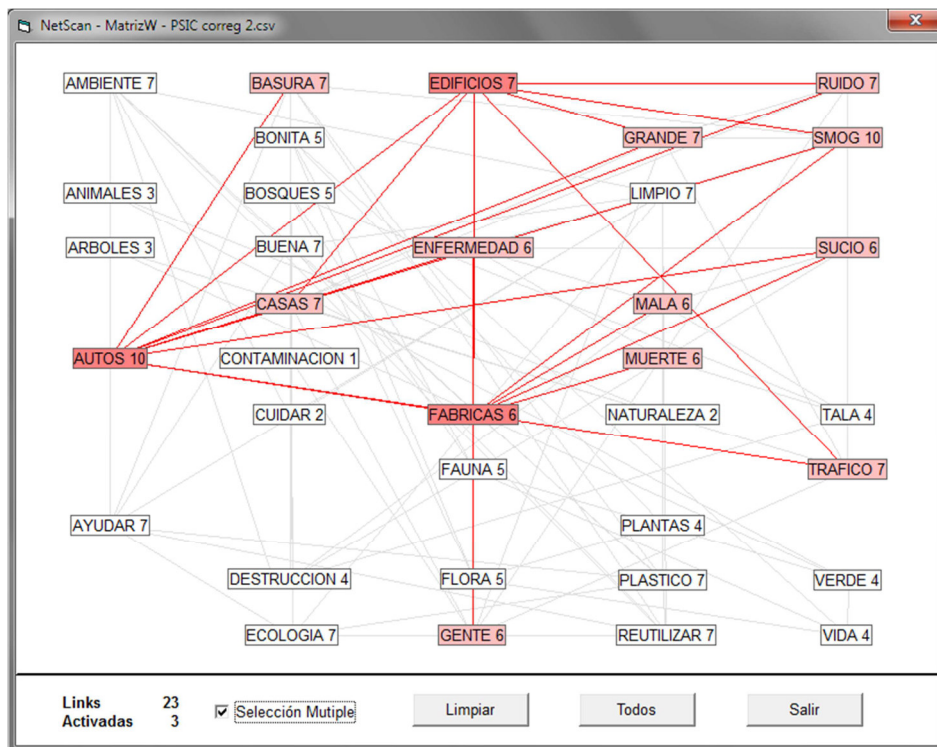 NetScan - MatrizW - PSIC correg 2.csv
AMBIENTE 7 BASURA 7 EDIFICIOS 7 RUIDO 7
BONITA 5 GRANDE 7 SMOG 10
ANIMALES 3 BOSQUES 5 LIMPIO 7
ARBOLES 3 BUENA 7 ENFERMEDAD 6 SUCIO 6
CASAS 7 MALA 6
AUTOS 10 CONTAMINACION 1 MUERTE 6
CUIDAR 2 FABRICAS 6 NATURALEZA 2 TALA 4
FAUNA 5 TRAFICO 7
AYUDAR 7 PLANTAS 4
DESTRUCCION 4 FLORA 5 PLASTICO 7 VERDE 4
ECOLOGIA 7 GENTE 6 REUTILIZAR 7 VIDA 4
Links 23
Activadas 3
Selección Mutiple Limpiar Todos Salir